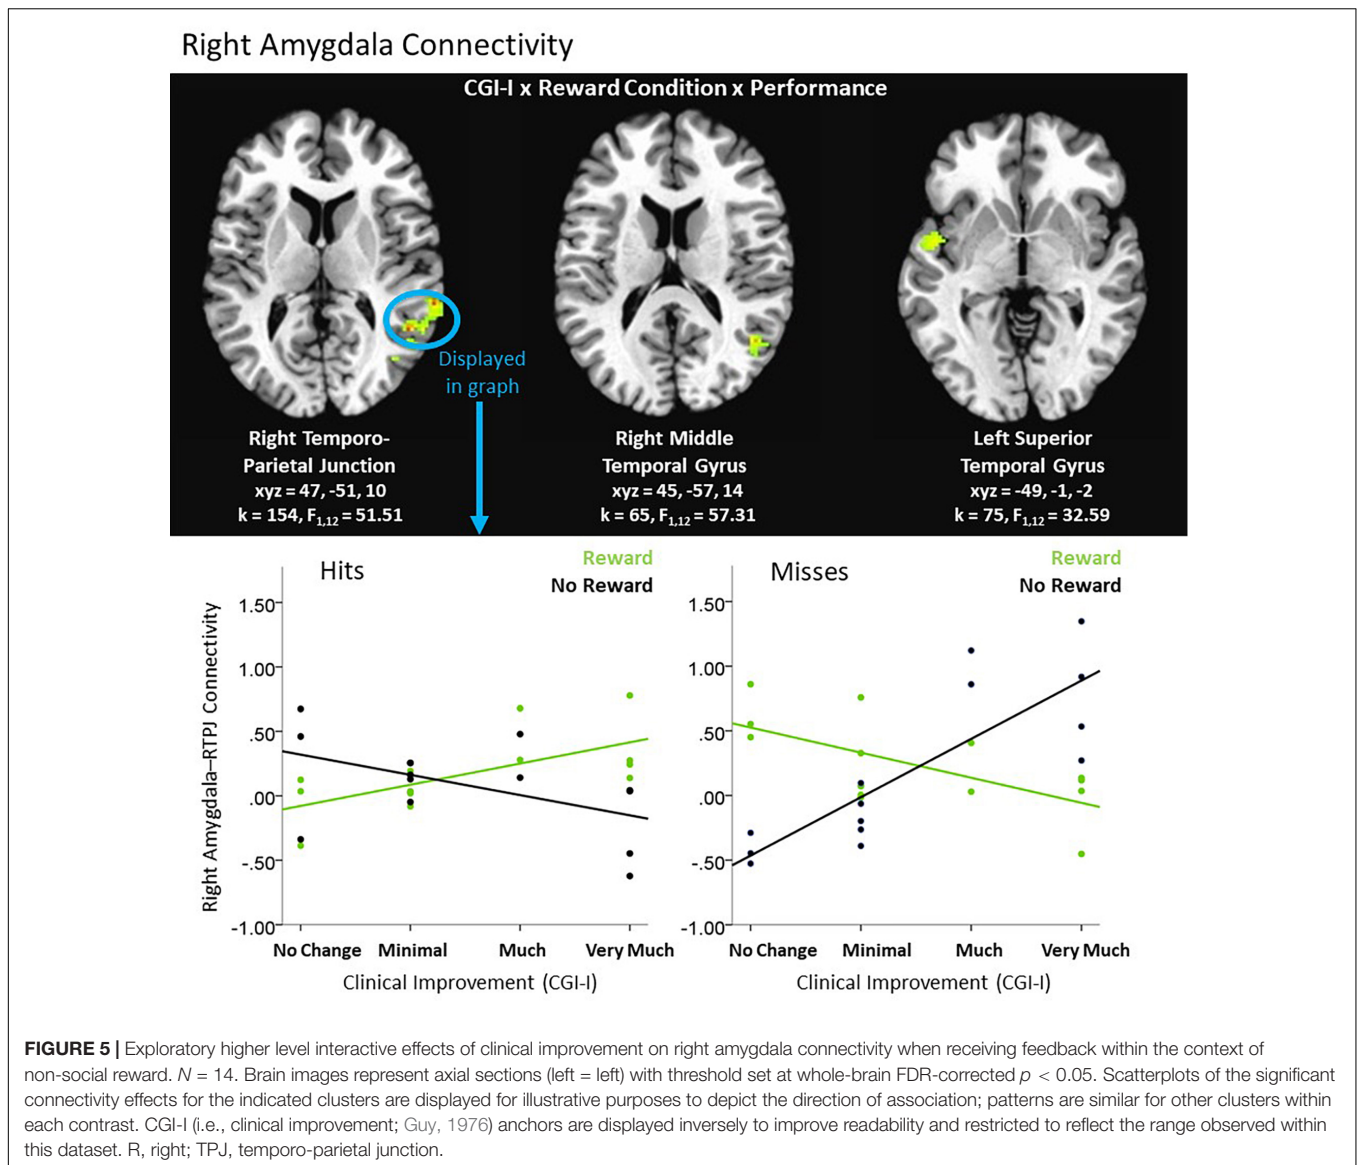 Right Amygdala Connectivity
CGI-I x Reward Condition x Performance
Displayed
in graph
Right Temporo-
Parietal Junction
xyz = 47, -51, 10
k = 154, F1,12 = 51.51
Right Middle
Temporal Gyrus
xyz = 45, -57, 14
k = 65, F1,12 = 57.31
Left Superior
Temporal Gyrus
xyz = -49, -1, -2
k = 75, F1,12 = 32.59
Hits
Reward
No Reward
Right Amygdala–RTPJ Connectivity
1.50
1.00
.50
.00
-.50
-1.00
No Change Minimal Much Very Much
Clinical Improvement (CGI-I)
Misses
Reward
No Reward
1.50
1.00
.50
.00
-.50
-1.00
No Change Minimal Much Very Much
Clinical Improvement (CGI-I)
FIGURE 5 | Exploratory higher level interactive effects of clinical improvement on right amygdala connectivity when receiving feedback within the context of
non-social reward. N = 14. Brain images represent axial sections (left = left) with threshold set at whole-brain FDR-corrected p < 0.05. Scatterplots of the significant
connectivity effects for the indicated clusters are displayed for illustrative purposes to depict the direction of association; patterns are similar for other clusters within
each contrast. CGI-I (i.e., clinical improvement; Guy, 1976) anchors are displayed inversely to improve readability and restricted to reflect the range observed within
this dataset. R, right; TPJ, temporo-parietal junction.